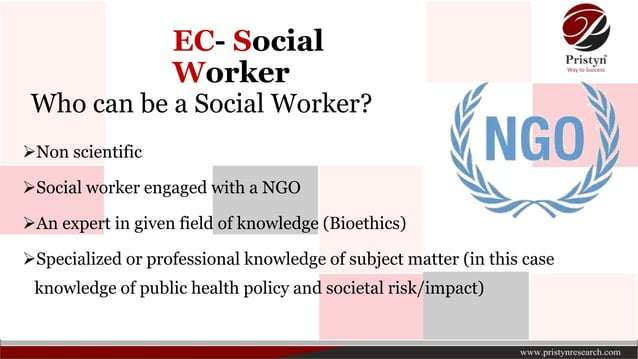 EC- Social
Worker
Pristyn®
Way to Success
Who can be a Social Worker?
NGO
➢Non scientific
➢Social worker engaged with a NGO
➢An expert in given field of knowledge (Bioethics)
➢Specialized or professional knowledge of subject matter (in this case
knowledge of public health policy and societal risk/impact)
www.pristynresearch.com